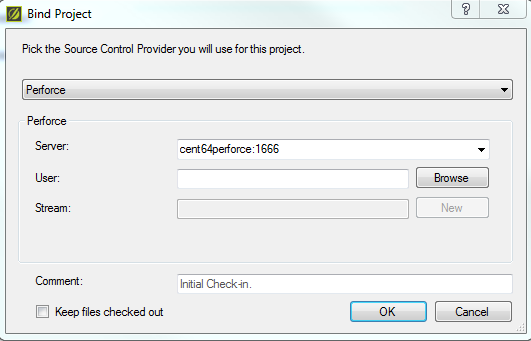 Bind Project
Pick the Source Control Provider you will use for this project.
Perforce
Perforce
Server: cent64perforce:1666
User: Browse
Stream: New
Comment: Initial Check-in.
Keep files checked out OK Cancel